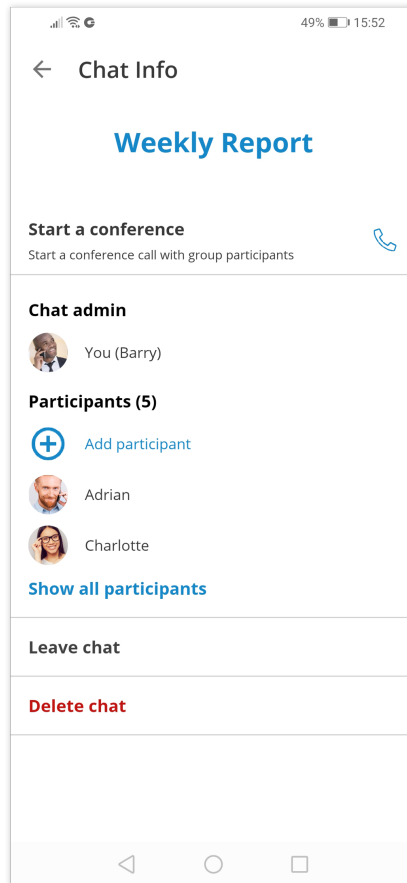 49% 15:52
Chat Info
Weekly Report
Start a conference
Start a conference call with group participants
Chat admin
You (Barry)
Participants (5)
Add participant
Adrian
Charlotte
Show all participants
Leave chat
Delete chat